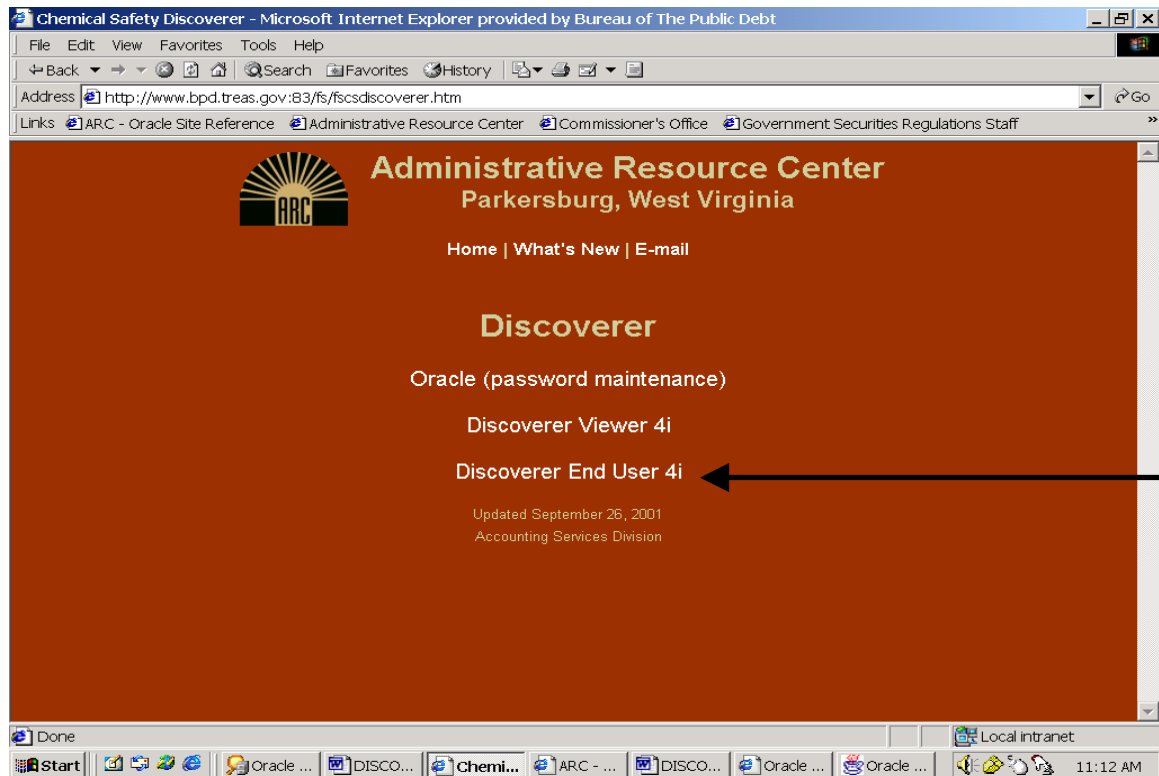 Chemical Safety Discoverer - Microsoft Internet Explorer provided by Bureau of The Public Debt
File Edit View Favorites Tools Help
Back Search Favorites History
Address http://www.bpd.treas.gov:83/fs/fscsdiscoverer.htm Go
Links ARC - Oracle Site Reference Administrative Resource Center Commissioner's Office Government Securities Regulations Staff »
ARC
Administrative Resource Center
Parkersburg, West Virginia
Home | What's New | E-mail
Discoverer
Oracle (password maintenance)
Discoverer Viewer 4i
Discoverer End User 4i
Updated September 26, 2001
Accounting Services Division
Done Local intranet
Start Oracle ... DISCO... Chemi... ARC - ... DISCO... Oracle ... Oracle ... 11:12 AM